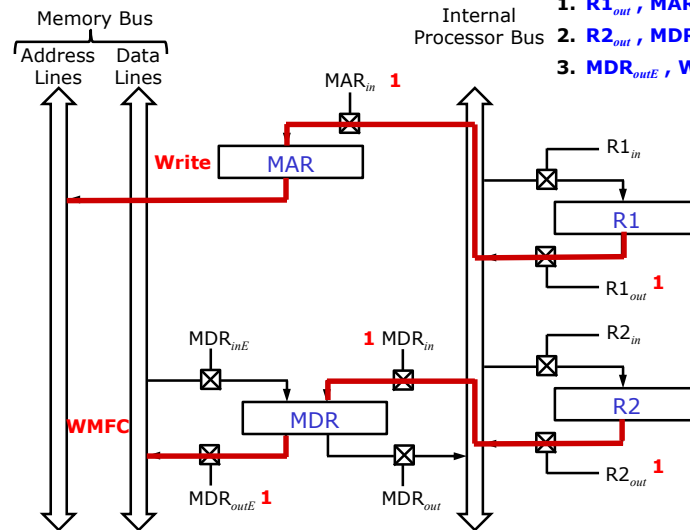 Memory Bus
Address Lines
Data Lines
Internal Processor Bus
1. R1out , MAR
2. R2out , MDR
3. MDRoutE , W
MARin 1
Write
MAR
R1in
R1
R1out 1
MDRinE
1 MDRin
R2in
WMFC
MDR
R2
MDRoutE 1
MDRout
R2out 1